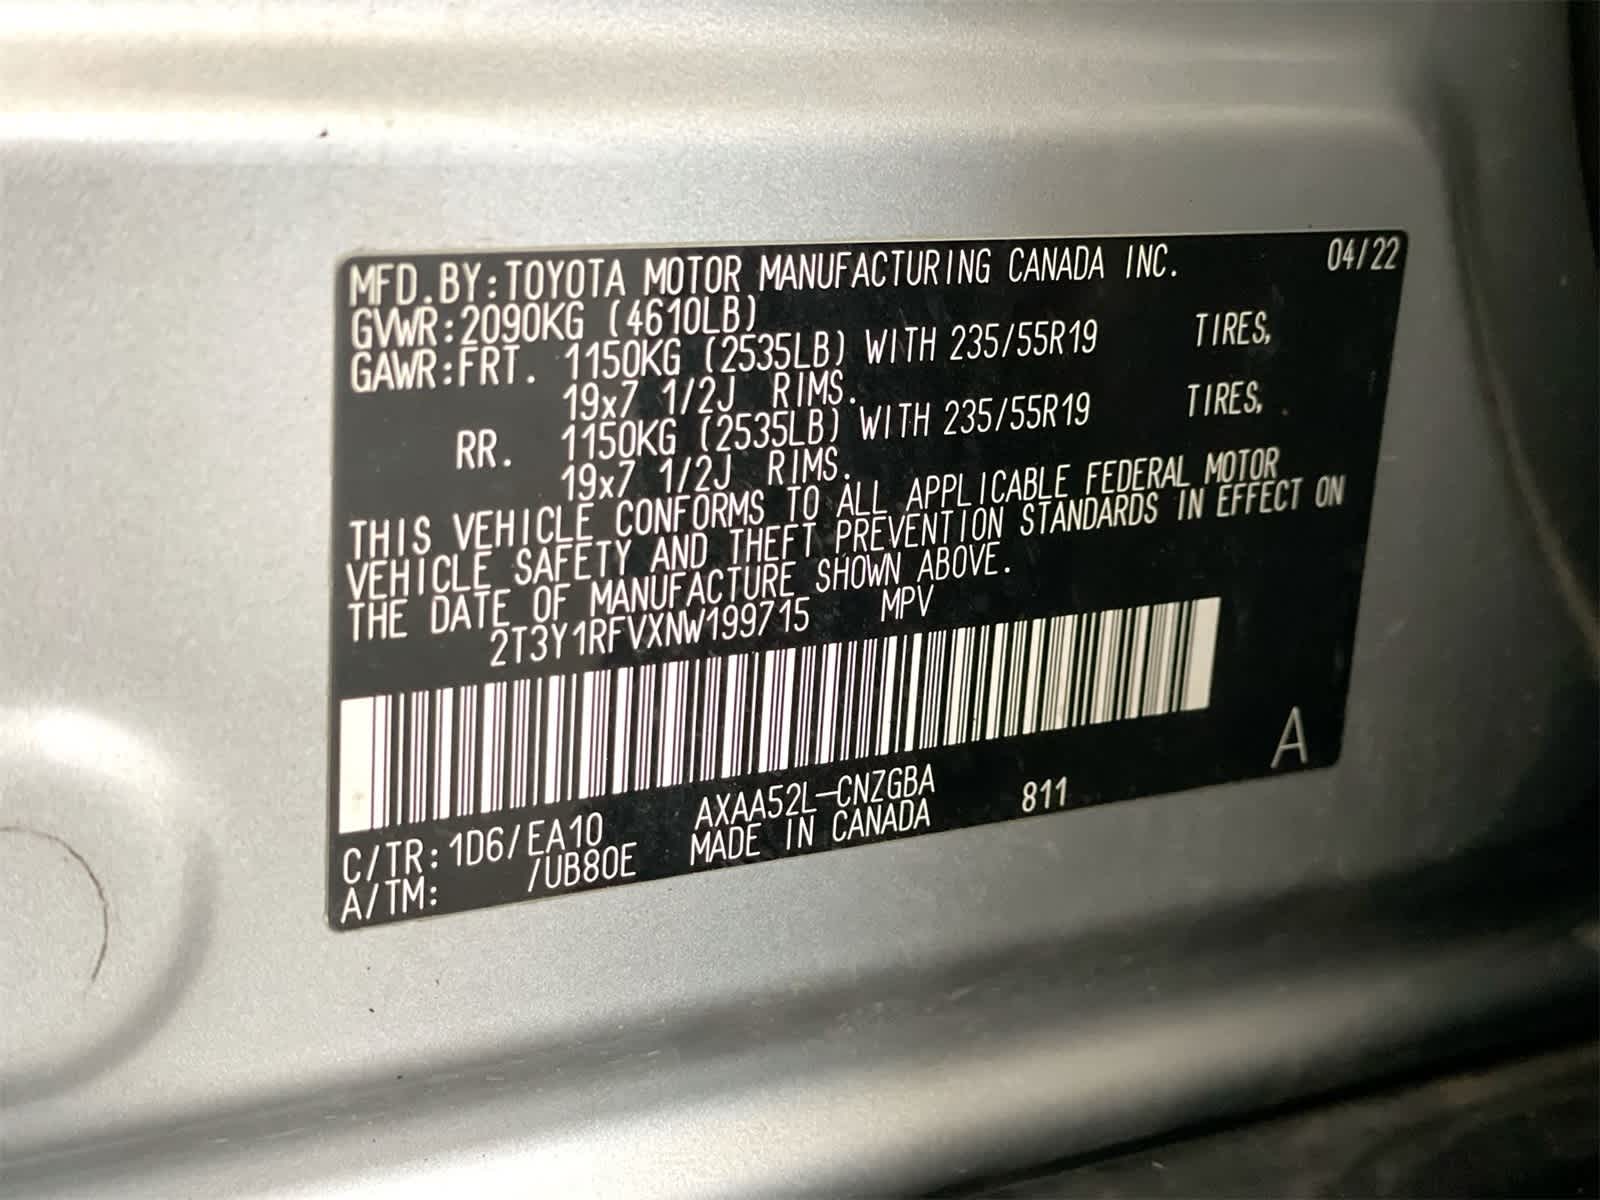 MFD.BY:TOYOTA MOTOR MANUFACTURING CANADA INC. 04/22
GVWR:2090KG (4610LB)
GAWR:FRT. 1150KG (2535LB) WITH 235/55R19 TIRES,
19x7 1/2J RIMS.
RR. 1150KG (2535LB) WITH 235/55R19 TIRES,
19x7 1/2J RIMS.
THIS VEHICLE CONFORMS TO ALL APPLICABLE FEDERAL MOTOR
VEHICLE SAFETY AND THEFT PREVENTION STANDARDS IN EFFECT ON
THE DATE OF MANUFACTURE SHOWN ABOVE.
2T3Y1RFVXNW199715 MPV
A
C/TR:1D6/EA10 AXAA52L-CNZGBA 811
A/TM: /UB80E MADE IN CANADA